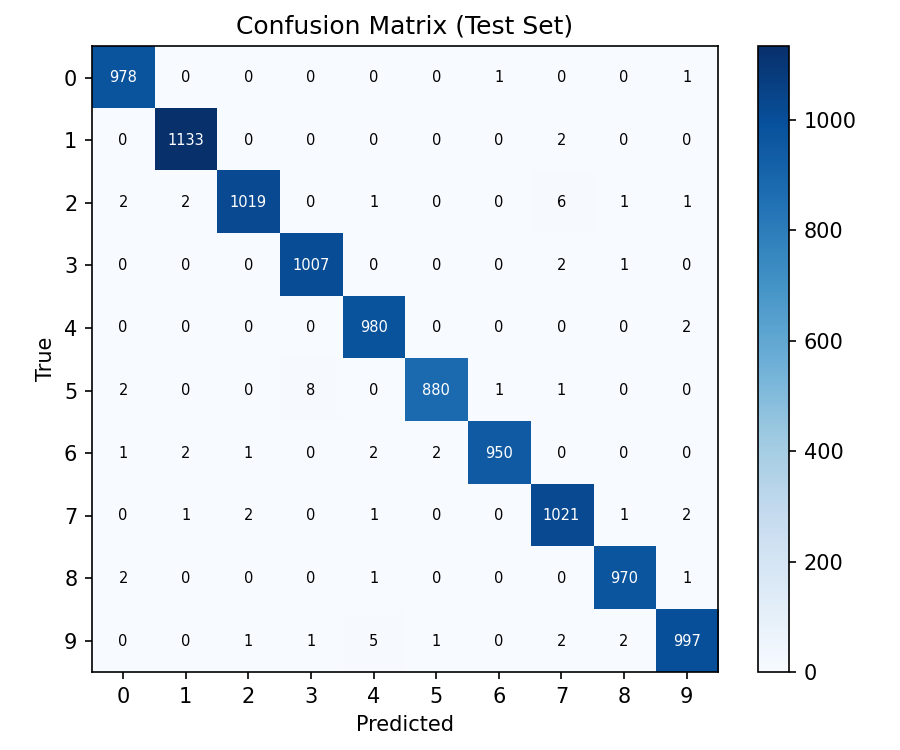 Confusion Matrix (Test Set)
0 978 0 0 0 0 0 1 0 0 1
1 0 1133 0 0 0 0 0 2 0 0
2 2 2 1019 0 1 0 0 6 1 1
3 0 0 0 1007 0 0 0 2 1 0
4 0 0 0 0 980 0 0 0 0 2
5 2 0 0 8 0 880 1 1 0 0
6 1 2 1 0 2 2 950 0 0 0
7 0 1 2 0 1 0 0 1021 1 2
8 2 0 0 0 1 0 0 0 970 1
9 0 0 1 1 5 1 0 2 2 997
0 1 2 3 4 5 6 7 8 9
Predicted
True
1000
800
600
400
200
0